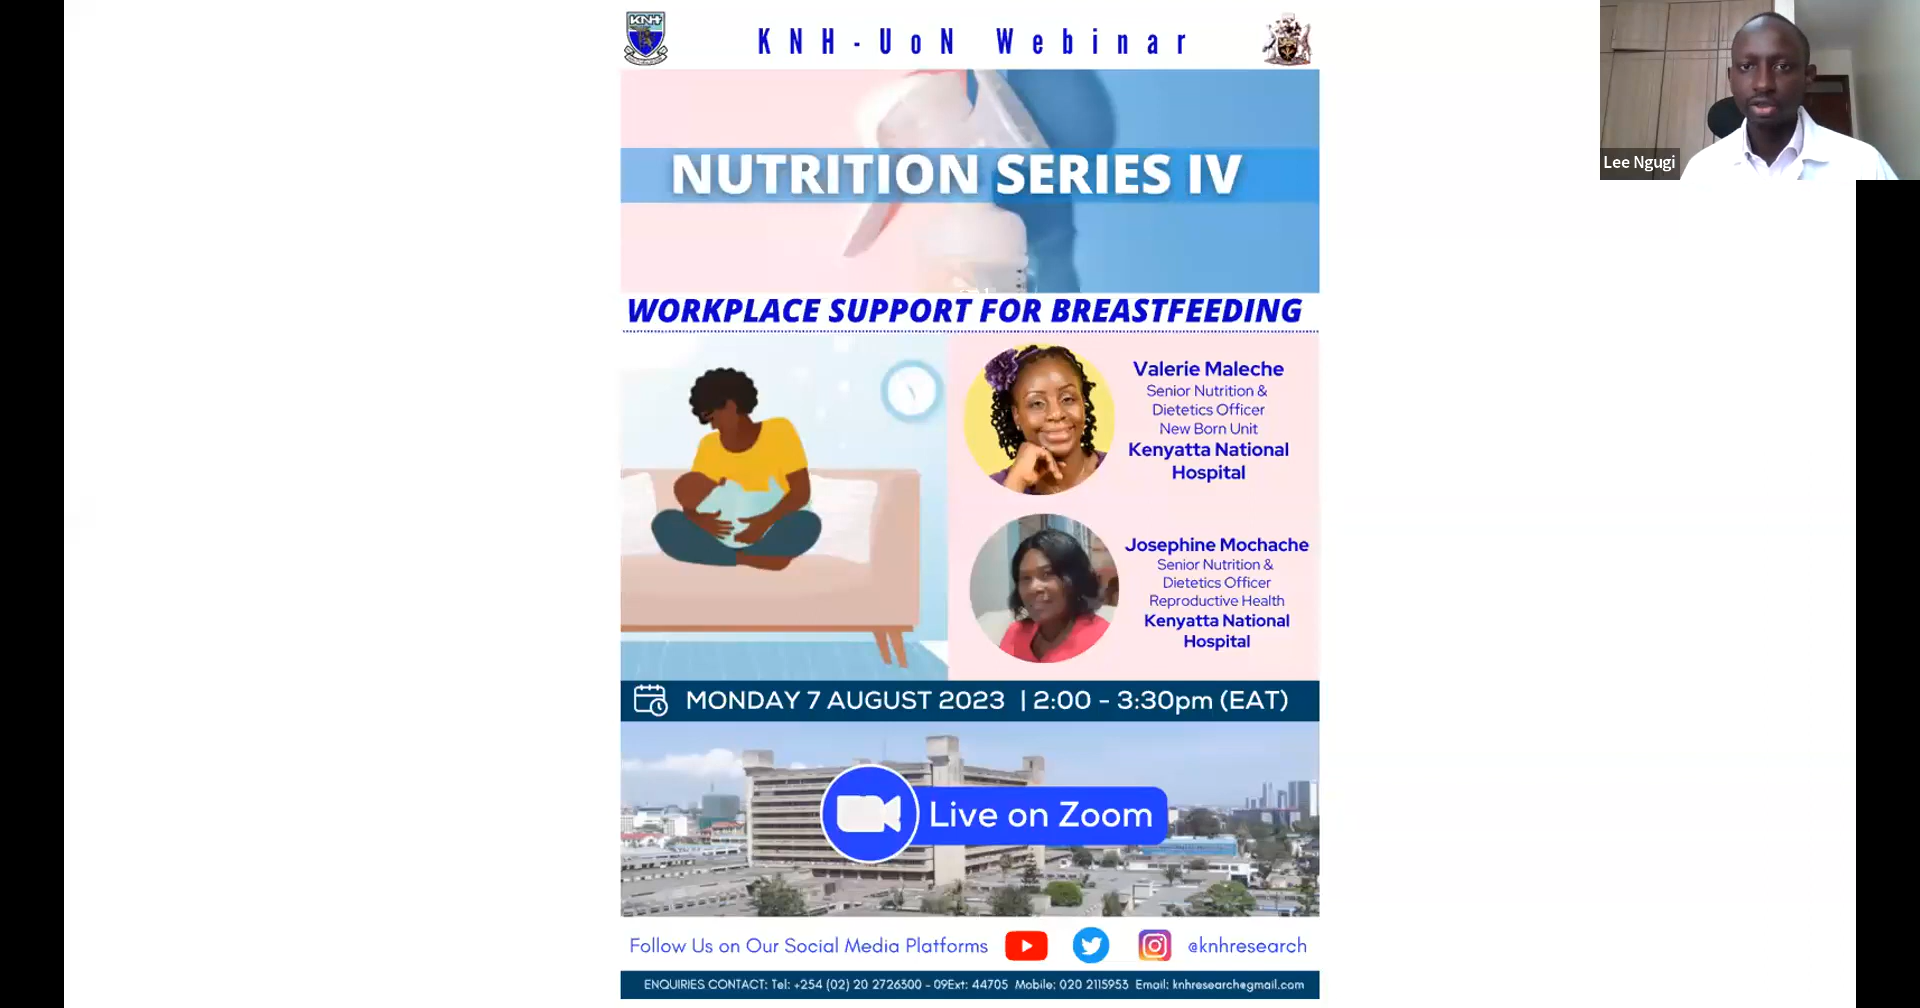 KNH
KNH-UoN Webinar
Lee Ngugi
NUTRITION SERIES IV
WORKPLACE SUPPORT FOR BREASTFEEDING
Valerie Maleche
Senior Nutrition &
Dietetics Officer
New Born Unit
Kenyatta National
Hospital
Josephine Mochache
Senior Nutrition &
Dietetics Officer
Reproductive Health
Kenyatta National
Hospital
MONDAY 7 AUGUST 2023 | 2:00 - 3:30pm (EAT)
Live on Zoom
Follow Us on Our Social Media Platforms @knhresearch
ENQUIRIES CONTACT: Tel: +254 (02) 20 2726300 - 09Ext: 44705 Mobile: 020 2115953 Email: knhresearch@gmail.com